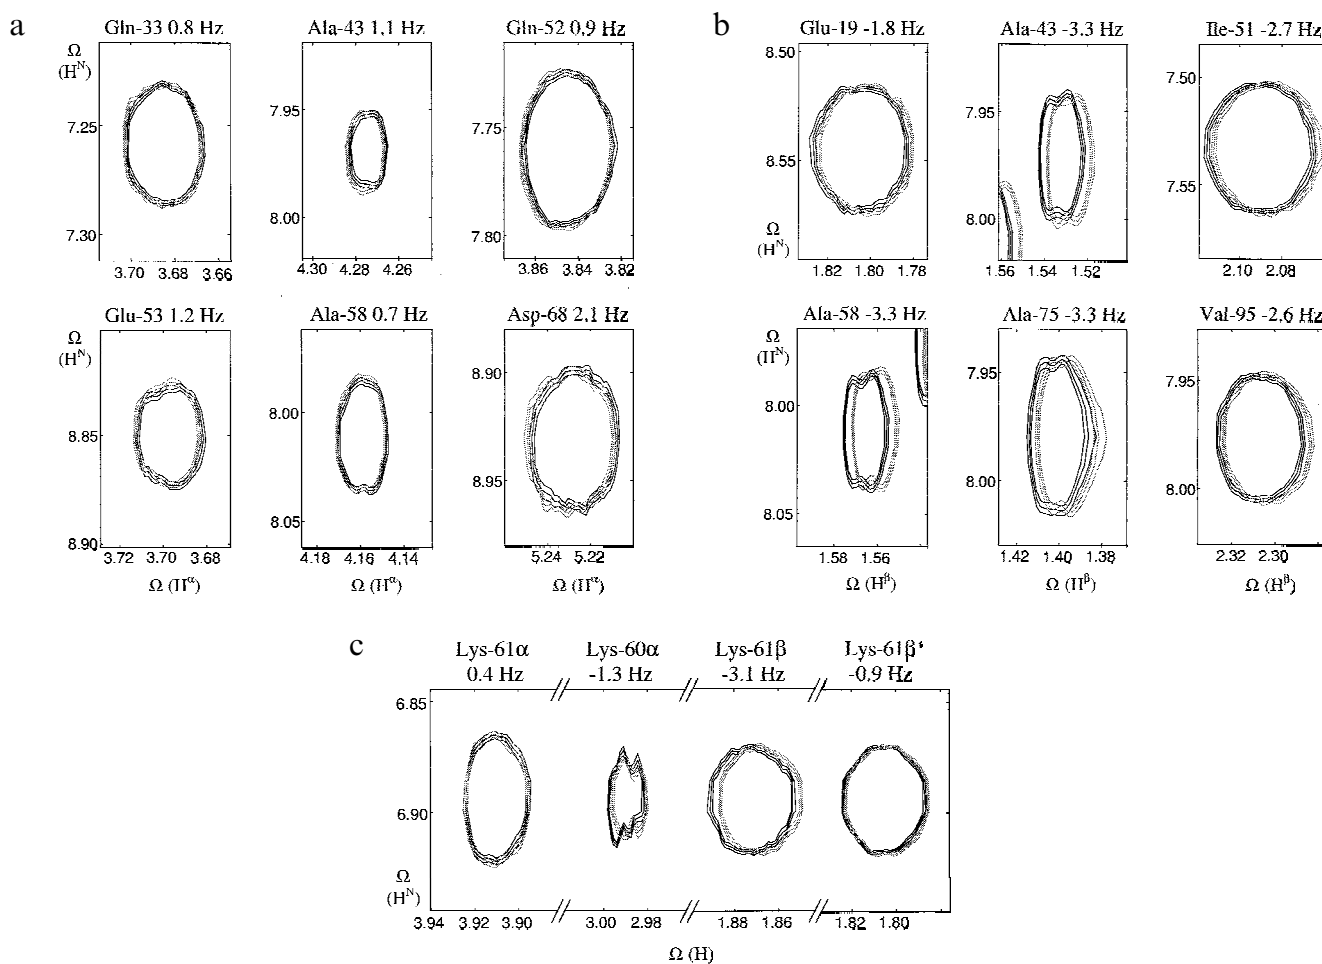 a
Gln-33 0.8 Hz
Ala-43 1.1 Hz
Gln-52 0.9 Hz
Ω
(H^N)
7.25
7.30
3.70 3.68 3.66
7.95
8.00
4.30 4.28 4.26
7.75
7.80
3.86 3.84 3.82
Glu-53 1.2 Hz
Ala-58 0.7 Hz
Asp-68 2.1 Hz
Ω
(H^N)
8.85
8.90
3.72 3.70 3.68
Ω (H^α)
8.00
8.05
4.18 4.16 4.14
Ω (H^α)
8.90
8.95
5.24 5.22
Ω (H^α)
b
Glu-19 -1.8 Hz
Ala-43 -3.3 Hz
Ile-51 -2.7 Hz
8.50
8.55
Ω
(H^N)
1.82 1.80 1.78
7.95
8.00
1.56 1.54 1.52
7.50
7.55
2.10 2.08
Ala-58 -3.3 Hz
Ala-75 -3.3 Hz
Val-95 -2.6 Hz
Ω
(H^N)
8.00
8.05
1.58 1.56
Ω (H^β)
7.95
8.00
1.42 1.40 1.38
Ω (H^β)
7.95
8.00
2.32 2.30
Ω (H^β)
c
Lys-61α
0.4 Hz
Lys-60α
-1.3 Hz
Lys-61β
-3.1 Hz
Lys-61β'
-0.9 Hz
6.85
6.90
Ω
(H^N)
3.94 3.92 3.90
3.00 2.98
1.88 1.86
1.82 1.80
Ω (H)